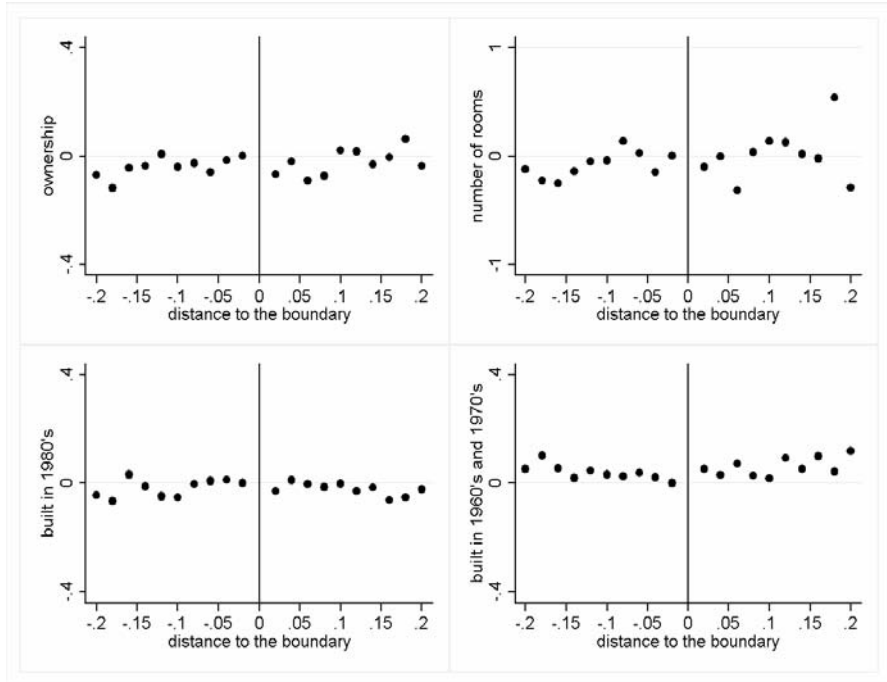 ownership
.4
0
-.4
-.2 -.15 -.1 -.05 0 .05 .1 .15 .2
distance to the boundary
number of rooms
1
0
-1
-.2 -.15 -.1 -.05 0 .05 .1 .15 .2
distance to the boundary
built in 1980's
.4
0
-.4
-.2 -.15 -.1 -.05 0 .05 .1 .15 .2
distance to the boundary
built in 1960's and 1970's
.4
0
-.4
-.2 -.15 -.1 -.05 0 .05 .1 .15 .2
distance to the boundary